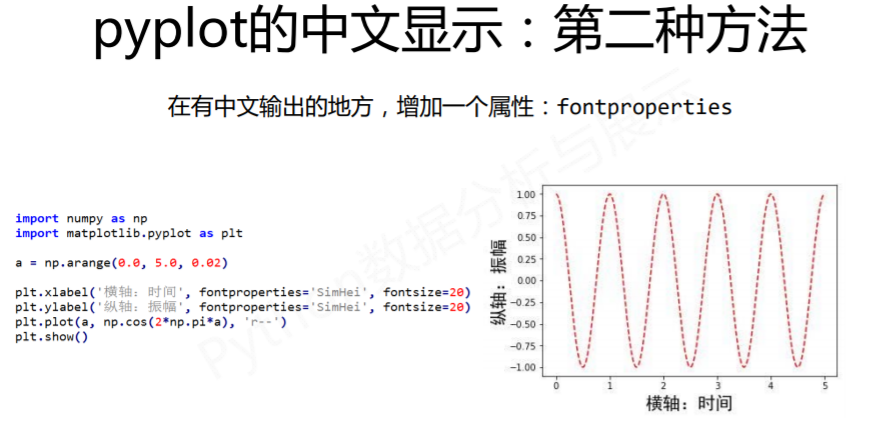 pyplot的中文显示：第二种方法
在有中文输出的地方，增加一个属性：fontproperties
import numpy as np
import matplotlib.pyplot as plt
a = np.arange(0.0, 5.0, 0.02)
plt.xlabel('横轴：时间', fontproperties='SimHei', fontsize=20)
plt.ylabel('纵轴：振幅', fontproperties='SimHei', fontsize=20)
plt.plot(a, np.cos(2*np.pi*a), 'r--')
plt.show()
纵轴：振幅
1.00
0.75
0.50
0.25
0.00
−0.25
−0.50
−0.75
−1.00
0 1 2 3 4 5
横轴：时间
Python数据分析与展示